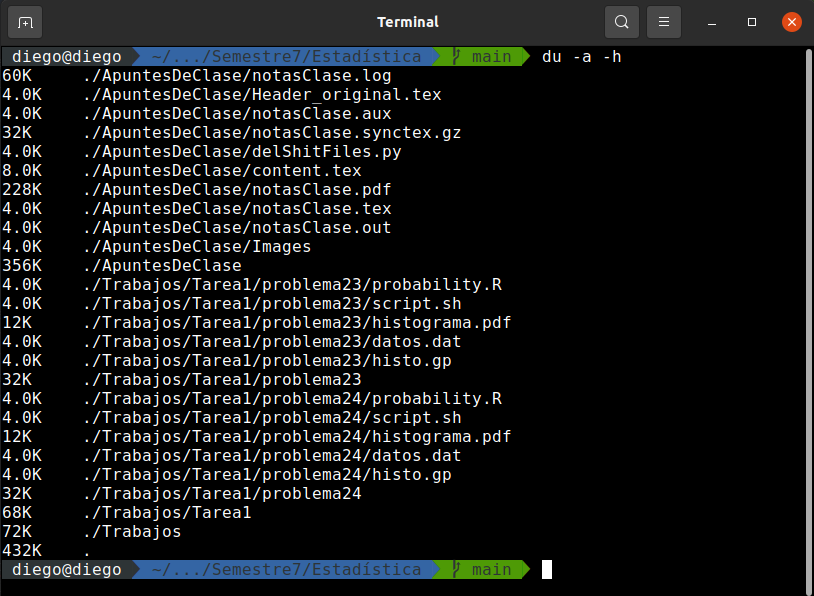 Terminal
diego@diego ~/.../Semestre7/Estadística main du -a -h
60K ./ApuntesDeClase/notasClase.log
4.0K ./ApuntesDeClase/Header_original.tex
4.0K ./ApuntesDeClase/notasClase.aux
32K ./ApuntesDeClase/notasClase.synctex.gz
4.0K ./ApuntesDeClase/delShitFiles.py
8.0K ./ApuntesDeClase/content.tex
228K ./ApuntesDeClase/notasClase.pdf
4.0K ./ApuntesDeClase/notasClase.tex
4.0K ./ApuntesDeClase/notasClase.out
4.0K ./ApuntesDeClase/Images
356K ./ApuntesDeClase
4.0K ./Trabajos/Tarea1/problema23/probability.R
4.0K ./Trabajos/Tarea1/problema23/script.sh
12K ./Trabajos/Tarea1/problema23/histograma.pdf
4.0K ./Trabajos/Tarea1/problema23/datos.dat
4.0K ./Trabajos/Tarea1/problema23/histo.gp
32K ./Trabajos/Tarea1/problema23
4.0K ./Trabajos/Tarea1/problema24/probability.R
4.0K ./Trabajos/Tarea1/problema24/script.sh
12K ./Trabajos/Tarea1/problema24/histograma.pdf
4.0K ./Trabajos/Tarea1/problema24/datos.dat
4.0K ./Trabajos/Tarea1/problema24/histo.gp
32K ./Trabajos/Tarea1/problema24
68K ./Trabajos/Tarea1
72K ./Trabajos
432K .
diego@diego ~/.../Semestre7/Estadística main